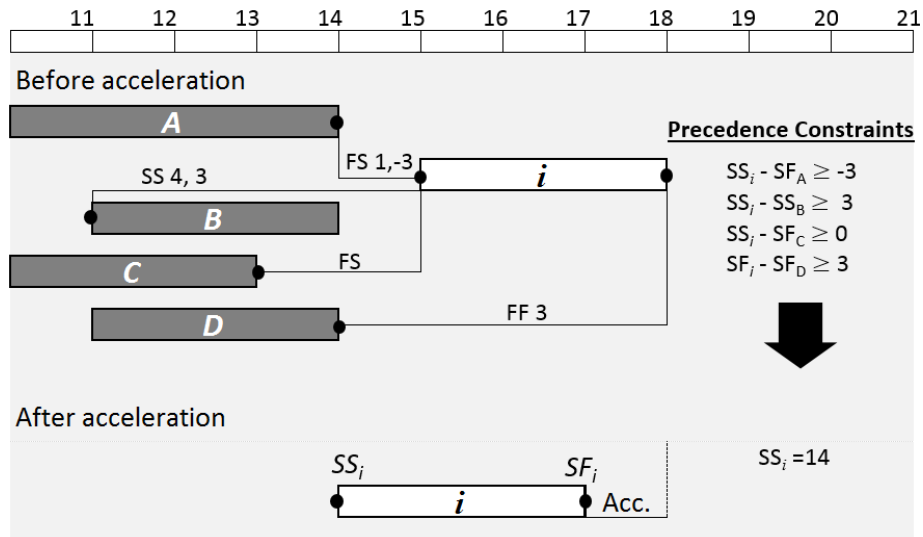 11 12 13 14 15 16 17 18 19 20 21
Before acceleration
A
Precedence Constraints
FS 1,-3
SS 4, 3
i
SSi - SFA ≥ -3
SSi - SSB ≥ 3
SSi - SFC ≥ 0
SFi - SFD ≥ 3
B
C
FS
D
FF 3
After acceleration
SSi
SFi
SSi =14
i
Acc.